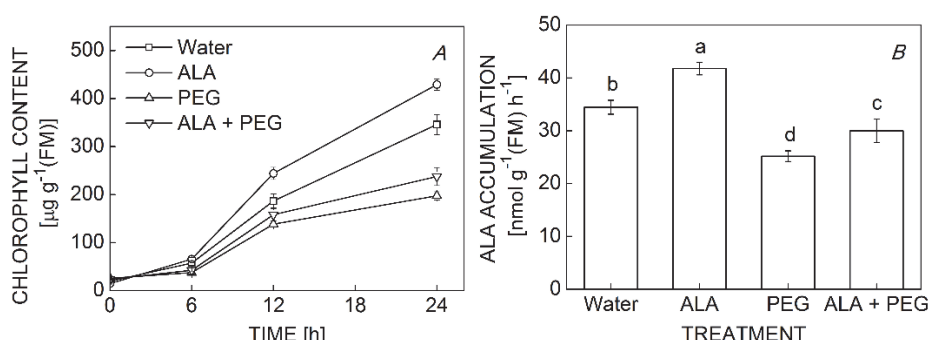 CHLOROPHYLL CONTENT
[µg g⁻¹(FM)]
500
400
300
200
100
0
Water
ALA
PEG
ALA + PEG
A
0 6 12 18 24
TIME [h]
ALA ACCUMULATION
[nmol g⁻¹(FM) h⁻¹]
50
40
30
20
10
0
b
a
d
c
B
Water ALA PEG ALA + PEG
TREATMENT